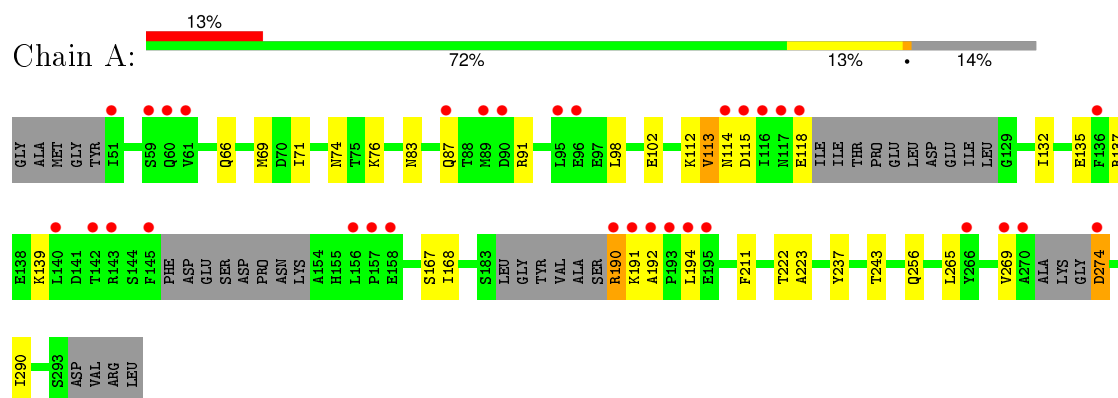 13%
Chain A:
72% 13% • 14%
GLY ALA MET GLY TYR I51 S59 Q60 V61 Q66 M69 D70 I71 N74 T75 K76 N83 Q87 T88 M89 D90 R91 L95 E96 E97 L98 E102 K112 V113 N114 D115 I116 N117 E118 ILE ILE THR PRO GLU LEU ASP GLU ILE LEU G129 I132 E135 F136
E138 K139 L140 D141 T142 R143 S144 F145 PHE ASP GLU SER ASP PRO ASN LYS A154 H155 L156 P157 E158 S167 I168 S183 LEU GLY TYR VAL ALA SER R190 K191 A192 P193 L194 E195 F211 T222 A223 Y237 T243 Q256 L265 Y266 V269 A270 ALA LYS GLY D274
I290 S293 ASP VAL ARG LEU